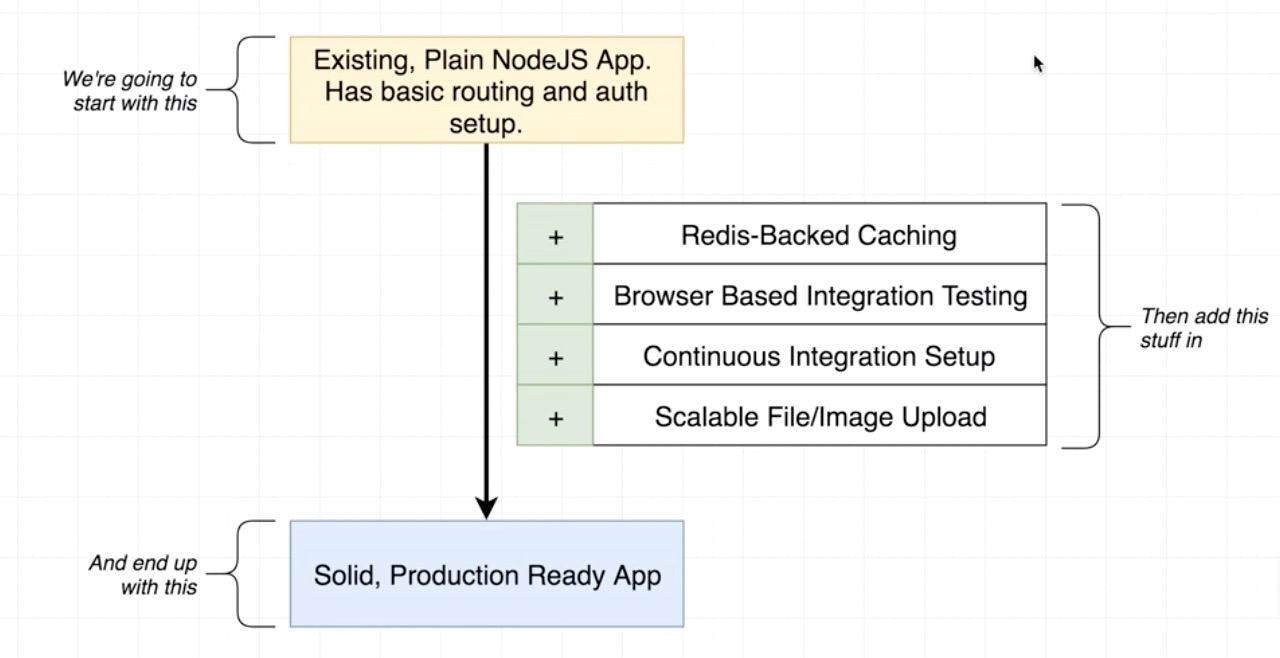 We're going to
start with this
Existing, Plain NodeJS App.
Has basic routing and auth
setup.
+ Redis-Backed Caching
+ Browser Based Integration Testing
+ Continuous Integration Setup
+ Scalable File/Image Upload
Then add this
stuff in
And end up
with this
Solid, Production Ready App